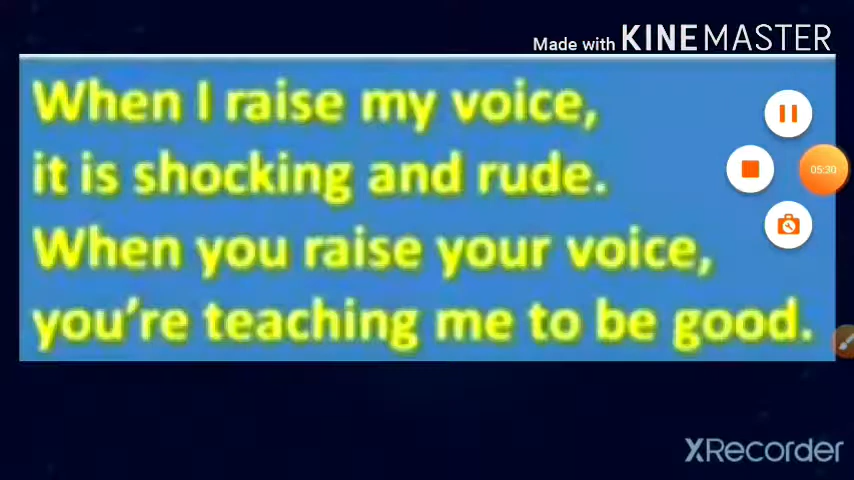 Made with KINEMASTER
When I raise my voice,
it is shocking and rude.
05:30
When you raise your voice,
you're teaching me to be good.
XRecorder